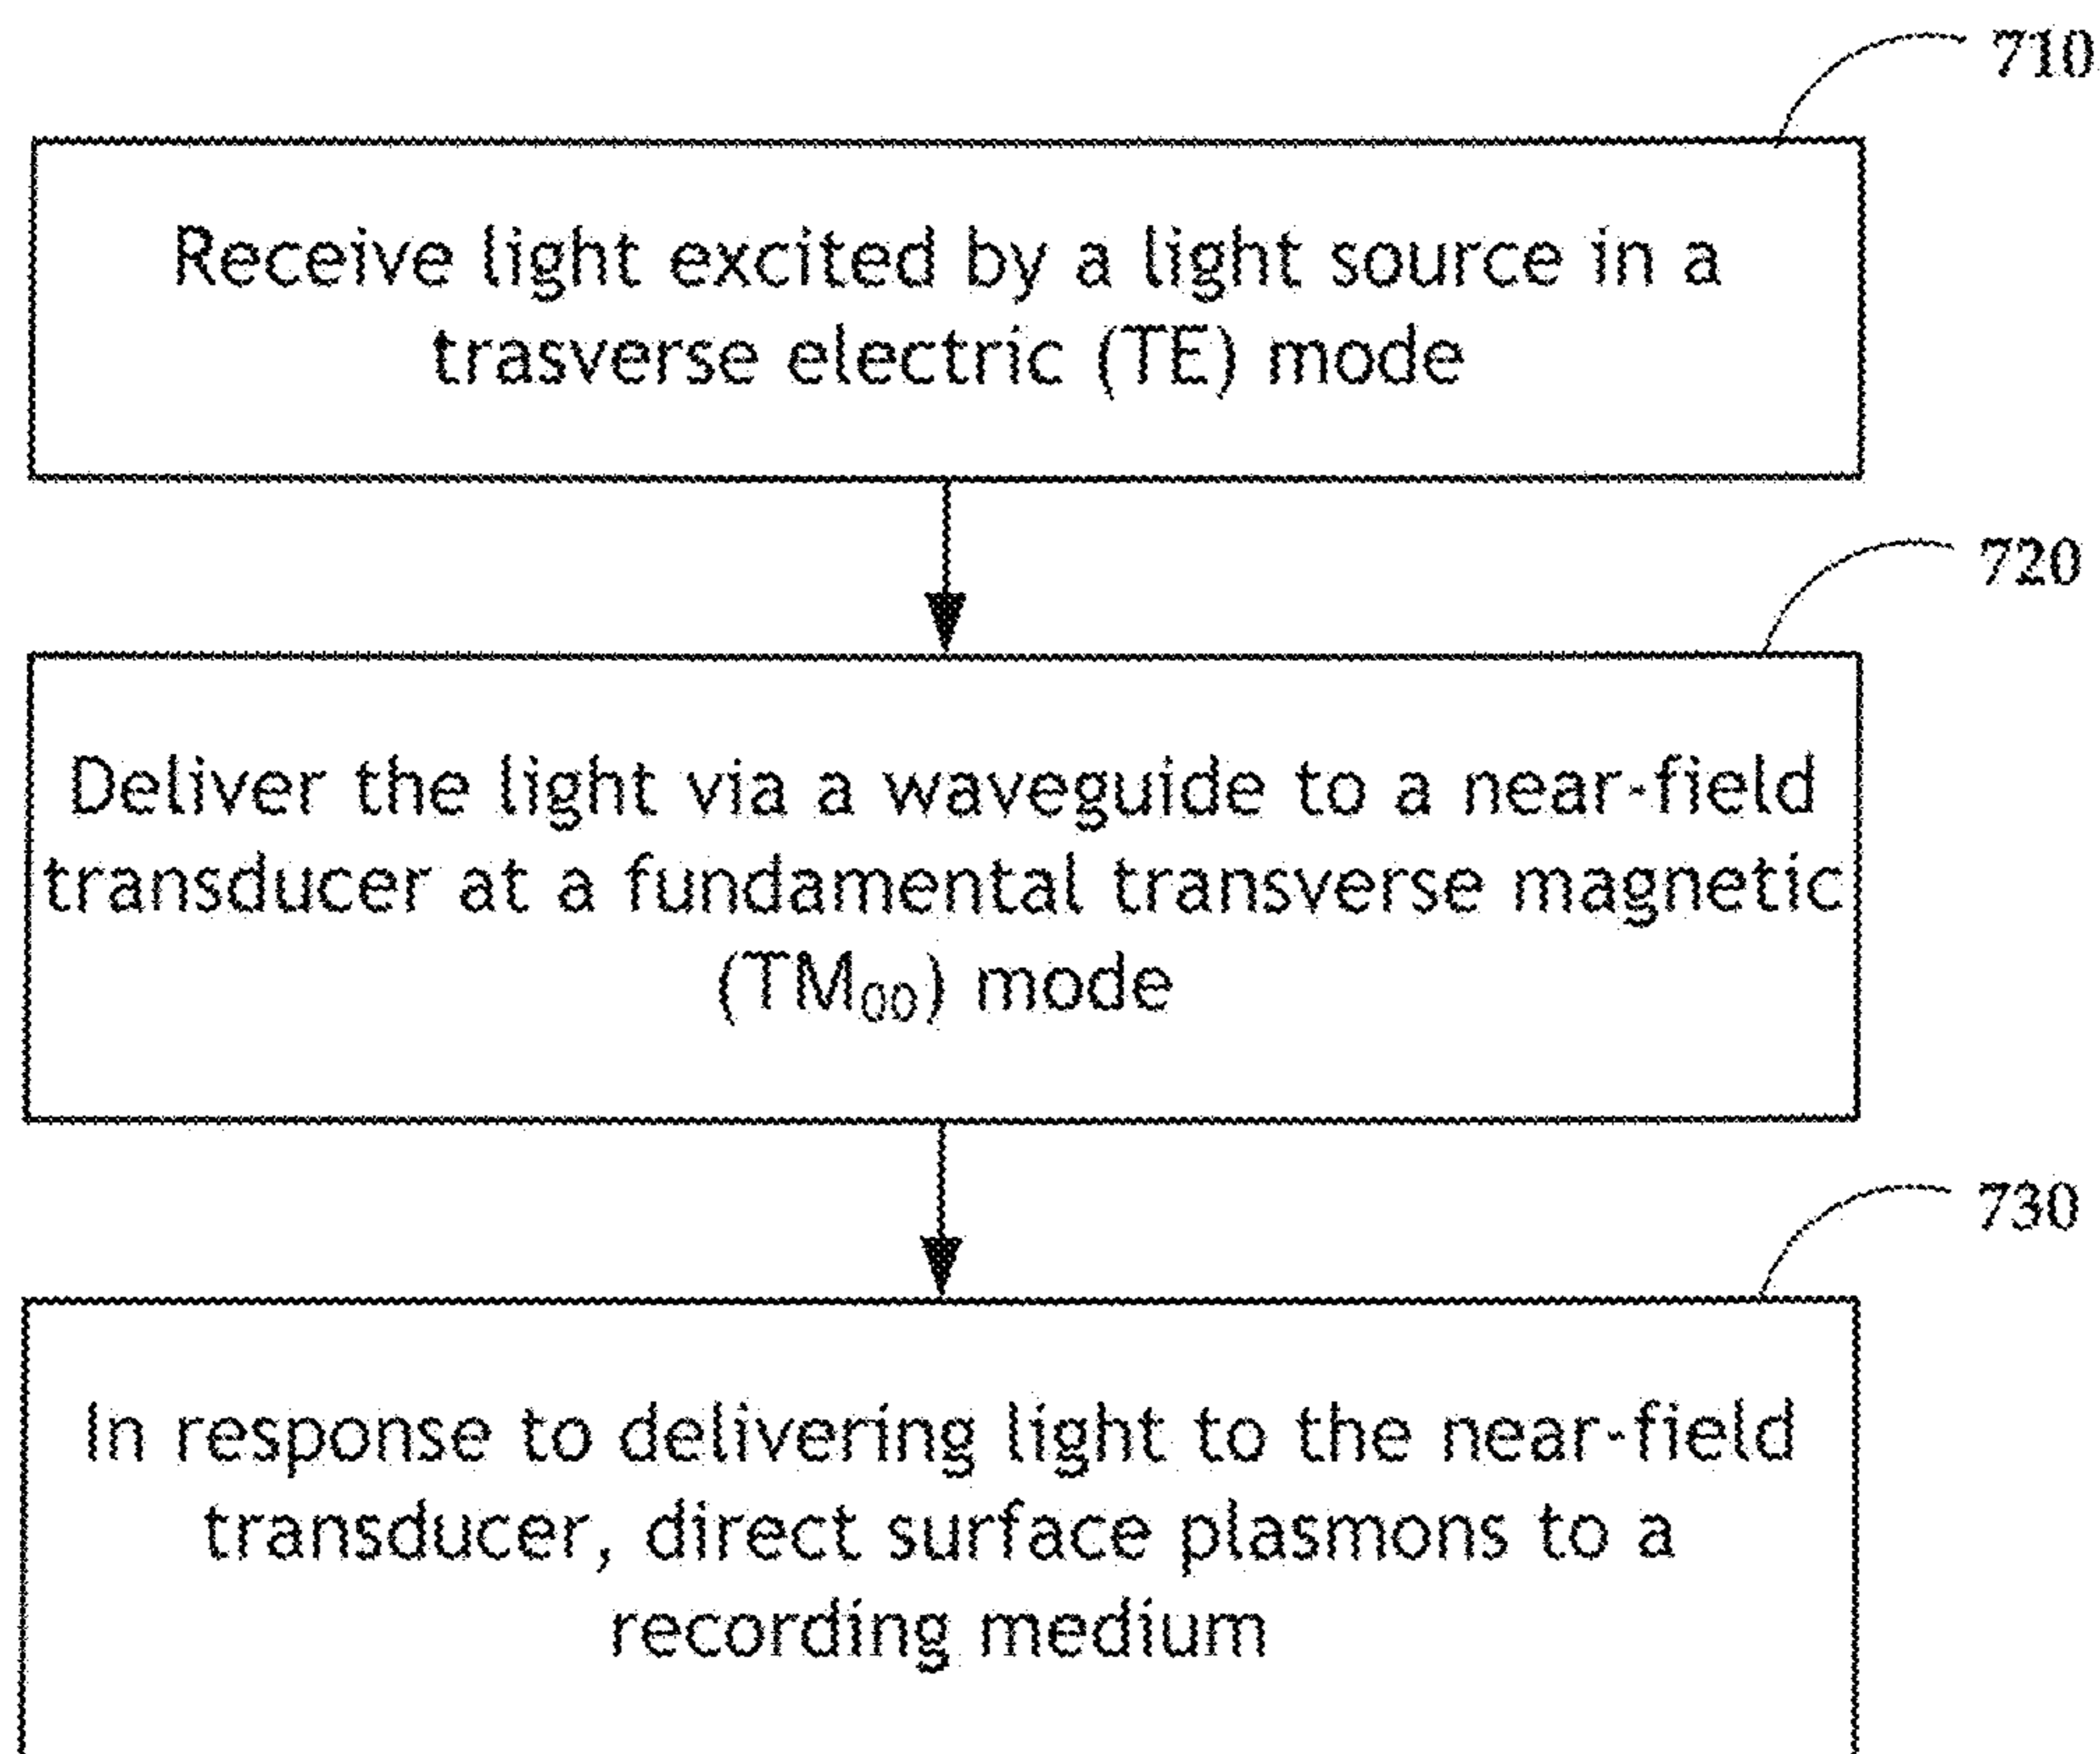 710
Receive light excited by a light source in a
trasverse electric (TE) mode
720
Deliver the light via a waveguide to a near-field
transducer at a fundamental transverse magnetic
(TM₀₀) mode
730
In response to delivering light to the near-field
transducer, direct surface plasmons to a
recording medium